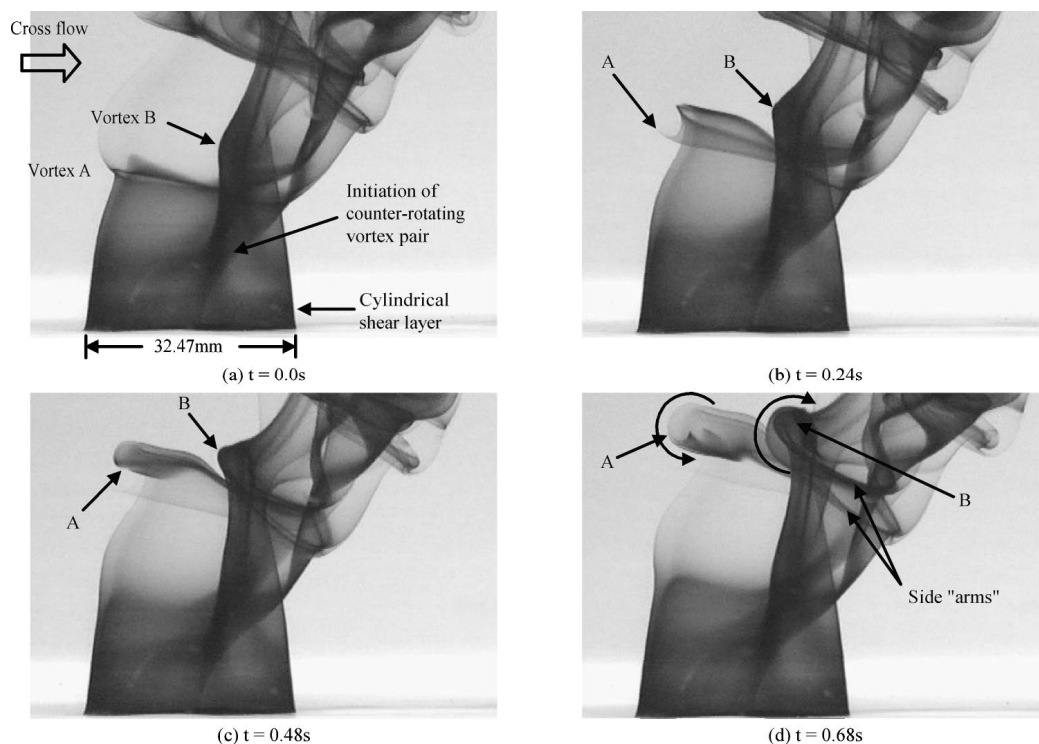 Cross flow
Vortex B
Vortex A
Initiation of
counter-rotating
vortex pair
Cylindrical
shear layer
32.47mm
(a) t = 0.0s
A
B
(b) t = 0.24s
B
A
(c) t = 0.48s
A
B
Side "arms"
(d) t = 0.68s